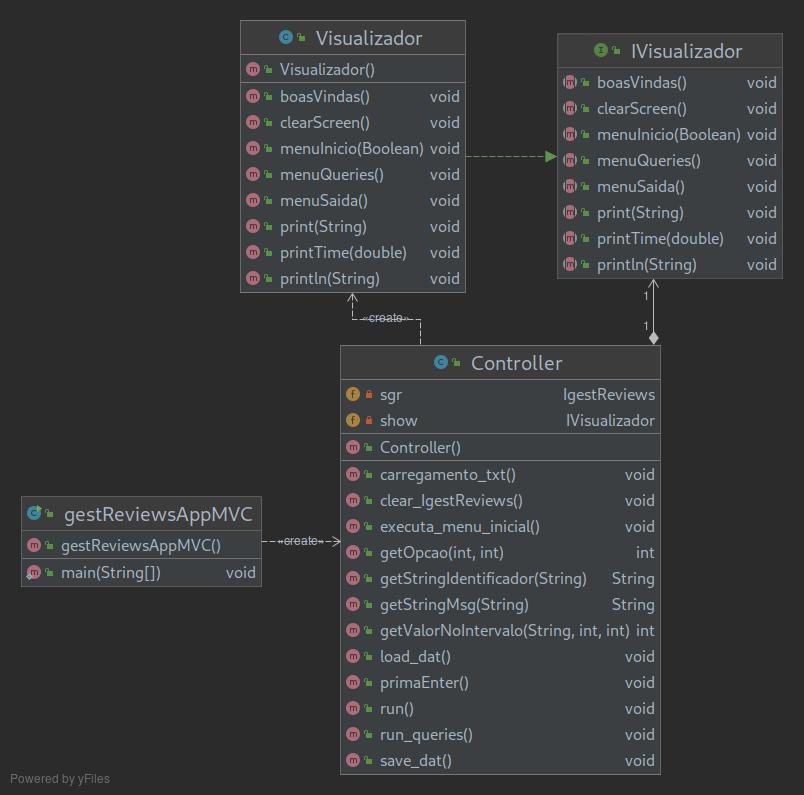 Visualizador
Visualizador()
boasVindas() void
clearScreen() void
menuInicio(Boolean) void
menuQueries() void
menuSaida() void
print(String) void
printTime(double) void
println(String) void
IVisualizador
boasVindas() void
clearScreen() void
menuInicio(Boolean) void
menuQueries() void
menuSaida() void
print(String) void
printTime(double) void
println(String) void
1
1
«create»
Controller
sgr IgestReviews
show IVisualizador
Controller()
carregamento_txt() void
clear_IgestReviews() void
executa_menu_inicial() void
getOpcao(int, int) int
getStringIdentificador(String) String
getStringMsg(String) String
getValorNoIntervalo(String, int, int) int
load_dat() void
primaEnter() void
run() void
run_queries() void
save_dat() void
gestReviewsAppMVC
gestReviewsAppMVC()
main(String[]) void
«create»
Powered by yFiles